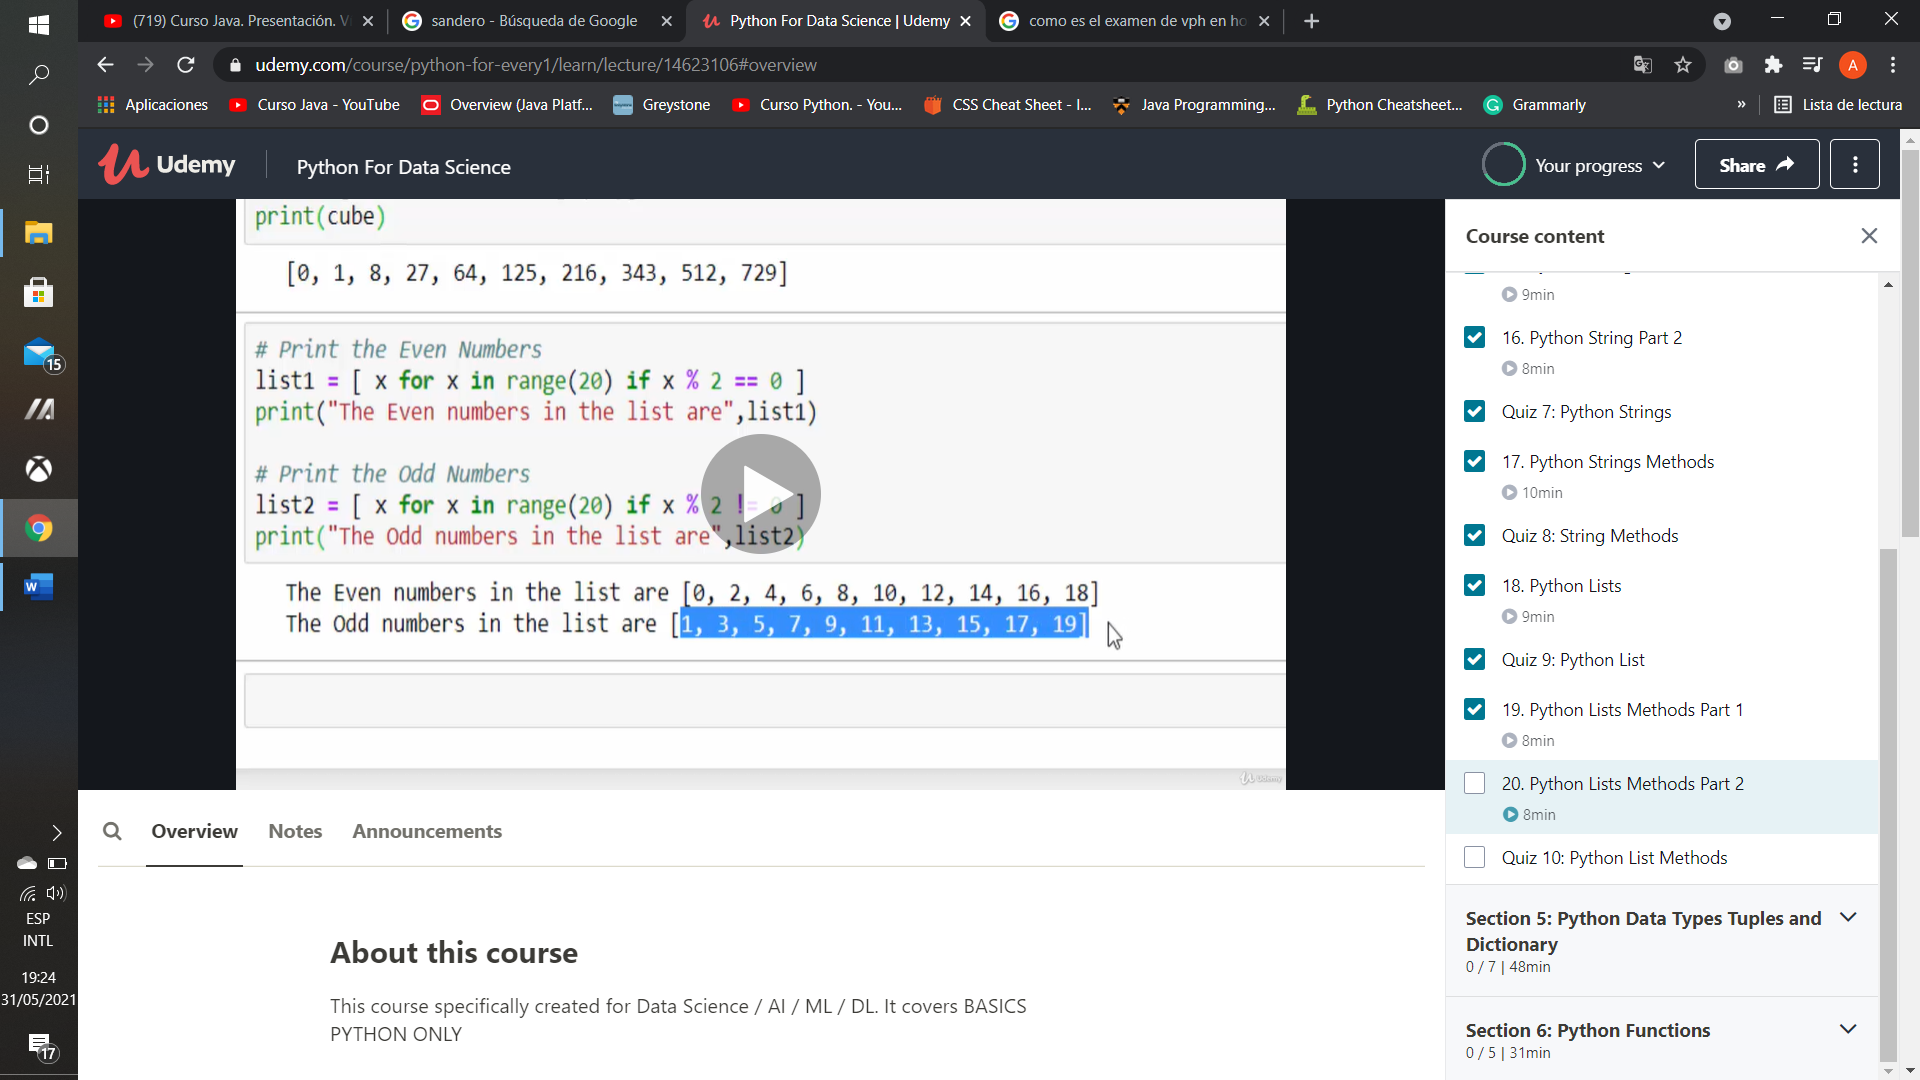 (719) Curso Java. Presentación. V
sandero - Búsqueda de Google
Python For Data Science | Udemy
como es el examen de vph en ho
udemy.com/course/python-for-every1/learn/lecture/14623106#overview
A
Aplicaciones
Curso Java - YouTube
Overview (Java Platf...
Greystone
Curso Python. - You...
CSS Cheat Sheet - I...
Java Programming...
Python Cheatsheet...
Grammarly
»
Lista de lectura
Udemy
Python For Data Science
Your progress
Share
print(cube)
[0, 1, 8, 27, 64, 125, 216, 343, 512, 729]
# Print the Even Numbers
list1 = [ x for x in range(20) if x % 2 == 0 ]
print("The Even numbers in the list are",list1)
# Print the Odd Numbers
list2 = [ x for x in range(20) if x % 2 != 0 ]
print("The Odd numbers in the list are",list2)
The Even numbers in the list are [0, 2, 4, 6, 8, 10, 12, 14, 16, 18]
The Odd numbers in the list are [1, 3, 5, 7, 9, 11, 13, 15, 17, 19]
Udemy
Overview
Notes
Announcements
About this course
This course specifically created for Data Science / AI / ML / DL. It covers BASICS
PYTHON ONLY
Course content
9min
16. Python String Part 2
8min
Quiz 7: Python Strings
17. Python Strings Methods
10min
Quiz 8: String Methods
18. Python Lists
9min
Quiz 9: Python List
19. Python Lists Methods Part 1
8min
20. Python Lists Methods Part 2
8min
Quiz 10: Python List Methods
Section 5: Python Data Types Tuples and
Dictionary
0 / 7 | 48min
Section 6: Python Functions
0 / 5 | 31min
15
ESP
INTL
19:24
31/05/2021
17